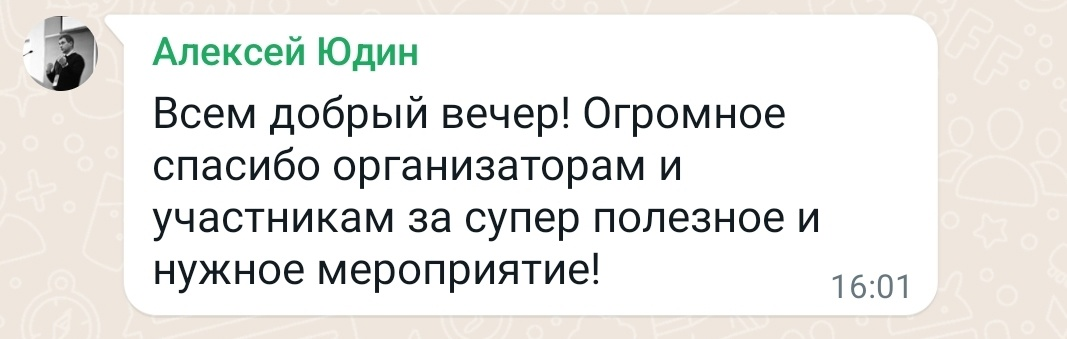 Алексей Юдин
Всем добрый вечер! Огромное
спасибо организаторам и
участникам за супер полезное и
нужное мероприятие!
16:01